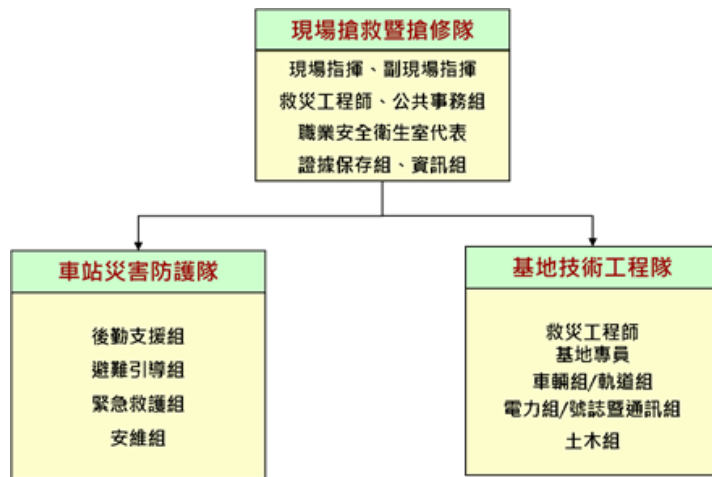 現場搶救暨搶修隊
現場指揮、副現場指揮
救災工程師、公共事務組
職業安全衛生室代表
證據保存組、資訊組
車站災害防護隊
後勤支援組
避難引導組
緊急救護組
安維組
基地技術工程隊
救災工程師
基地專員
車輛組/軌道組
電力組/號誌暨通訊組
土木組